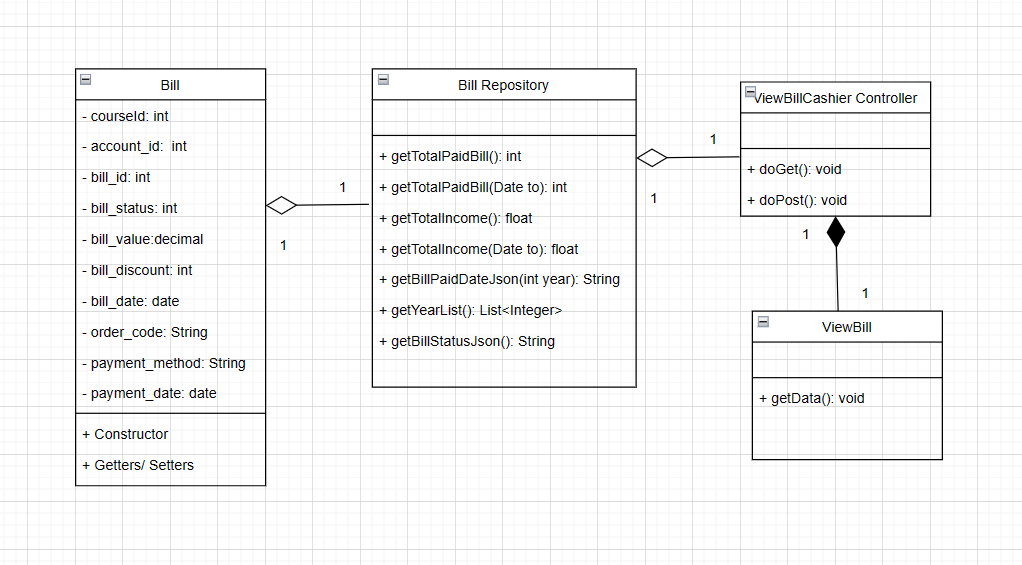 Bill
- courseId: int
- account_id: int
- bill_id: int
- bill_status: int
- bill_value:decimal
- bill_discount: int
- bill_date: date
- order_code: String
- payment_method: String
- payment_date: date
+ Constructor
+ Getters/ Setters
1
1
Bill Repository
+ getTotalPaidBill(): int
+ getTotalPaidBill(Date to): int
+ getTotalIncome(): float
+ getTotalIncome(Date to): float
+ getBillPaidDateJson(int year): String
+ getYearList(): List<Integer>
+ getBillStatusJson(): String
1
1
ViewBillCashier Controller
+ doGet(): void
+ doPost(): void
1
1
ViewBill
+ getData(): void